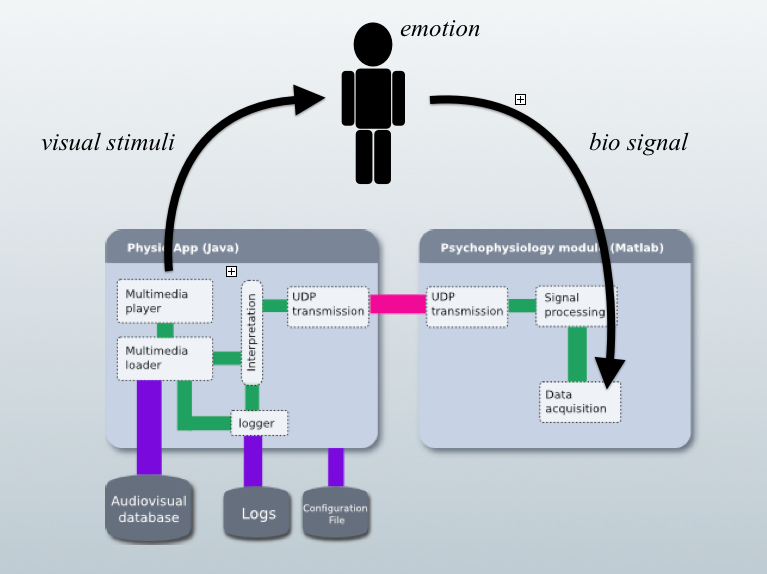 emotion
visual stimuli
bio signal
Physio App (Java)
Multimedia
player
Multimedia
loader
Interpretation
UDP
transmission
logger
Psychophysiology module (Matlab)
UDP
transmission
Signal
processing
Data
acquisition
Audiovisual
database
Logs
Configuration
File